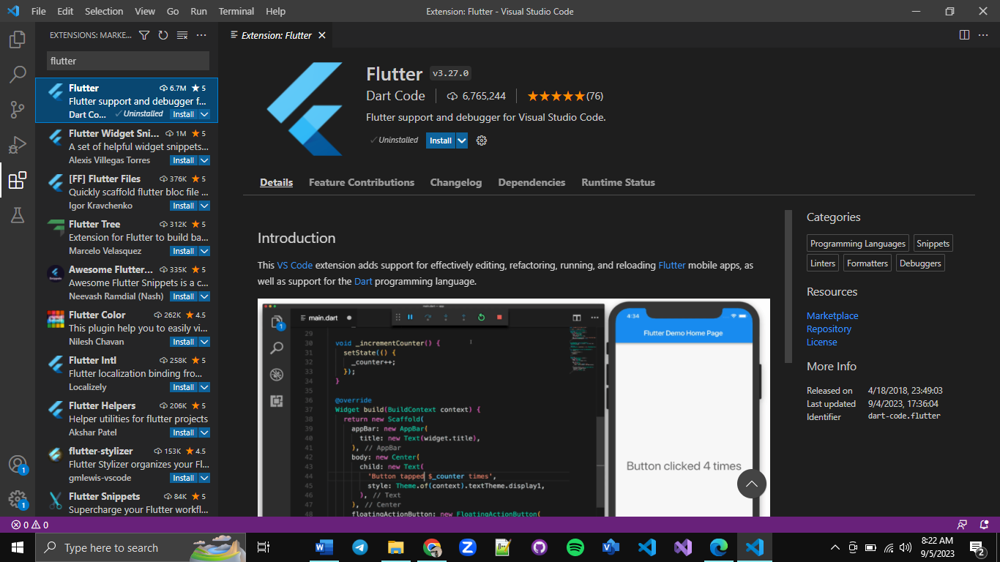 File Edit Selection View Go Run Terminal Help
Extension: Flutter - Visual Studio Code
EXTENSIONS: MARKE...
flutter
Flutter 6.7M ★ 5
Flutter support and debugger f...
Dart Co... ✓ Uninstalled Install
Flutter Widget Sni... 1M ★ 5
A set of helpful widget snippets...
Alexis Villegas Torres Install
[FF] Flutter Files 376K ★ 5
Quickly scaffold flutter bloc file ...
Igor Kravchenko Install
Flutter Tree 312K ★ 5
Extension for Flutter to build ba...
Marcelo Velasquez Install
Awesome Flutter... 335K ★ 5
Awesome Flutter Snippets is a c...
Neevash Ramdial (Nash) Install
Flutter Color 262K ★ 4.5
This plugin help you to easily vi...
Nilesh Chavan Install
Flutter Intl 258K ★ 5
Flutter localization binding fro...
Localizely Install
Flutter Helpers 206K ★ 5
Helper utilities for flutter projects
Akshar Patel Install
flutter-stylizer 153K ★ 4.5
Flutter Stylizer organizes your Fl...
gmlewis-vscode Install
Flutter Snippets 84K ★ 5
Supercharge your Flutter workfl...
Extension: Flutter
Flutter v3.27.0
Dart Code 6,765,244 ★★★★★(76)
Flutter support and debugger for Visual Studio Code.
✓ Uninstalled Install
Details Feature Contributions Changelog Dependencies Runtime Status
Introduction
This VS Code extension adds support for effectively editing, refactoring, running, and reloading Flutter mobile apps, as
well as support for the Dart programming language.
main.dart — app
1
main.dart
29
30 void _incrementCounter() {
31 setState(() {
32 _counter++;
33 });
34 }
35
36 @override
37 Widget build(BuildContext context) {
38 return new Scaffold(
39 appBar: new AppBar(
40 title: new Text(widget.title),
41 ), // AppBar
42 body: new Center(
43 child: new Text(
44 'Button tapped $_counter times',
45 style: Theme.of(context).textTheme.display1,
46 ), // Text
47 ), // Center
48 floatingActionButton: new FloatingActionButton(
4:34
Flutter Demo Home Page
Button clicked 4 times
Categories
Programming Languages Snippets
Linters Formatters Debuggers
Resources
Marketplace
Repository
License
More Info
Released on 4/18/2018, 23:49:03
Last updated 9/4/2023, 17:36:04
Identifier dart-code.flutter
1
1
0 0
Type here to search
8:22 AM
9/5/2023
2